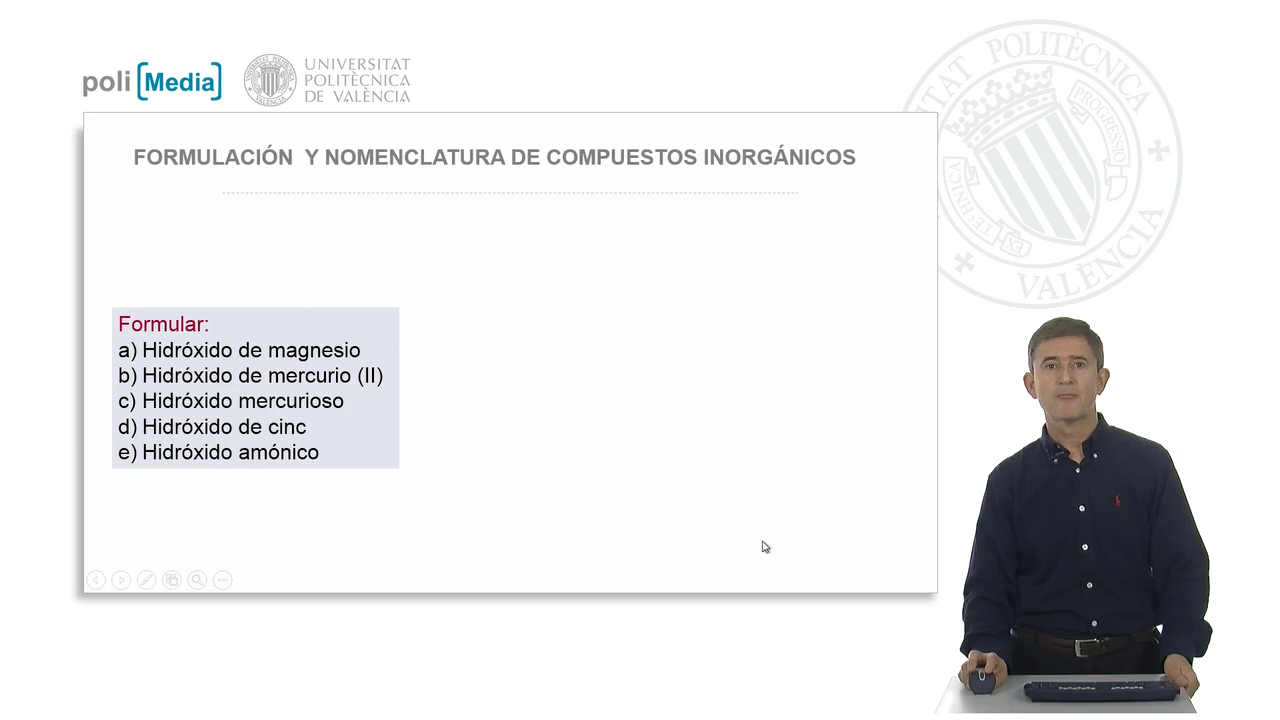 poli [Media]
UNIVERSITAT
POLITÈCNICA
DE VALÈNCIA
FORMULACIÓN Y NOMENCLATURA DE COMPUESTOS INORGÁNICOS
Formular:
a) Hidróxido de magnesio
b) Hidróxido de mercurio (II)
c) Hidróxido mercurioso
d) Hidróxido de cinc
e) Hidróxido amónico
POLITÈCNICA
VALÈNCIA
PROGRESIO